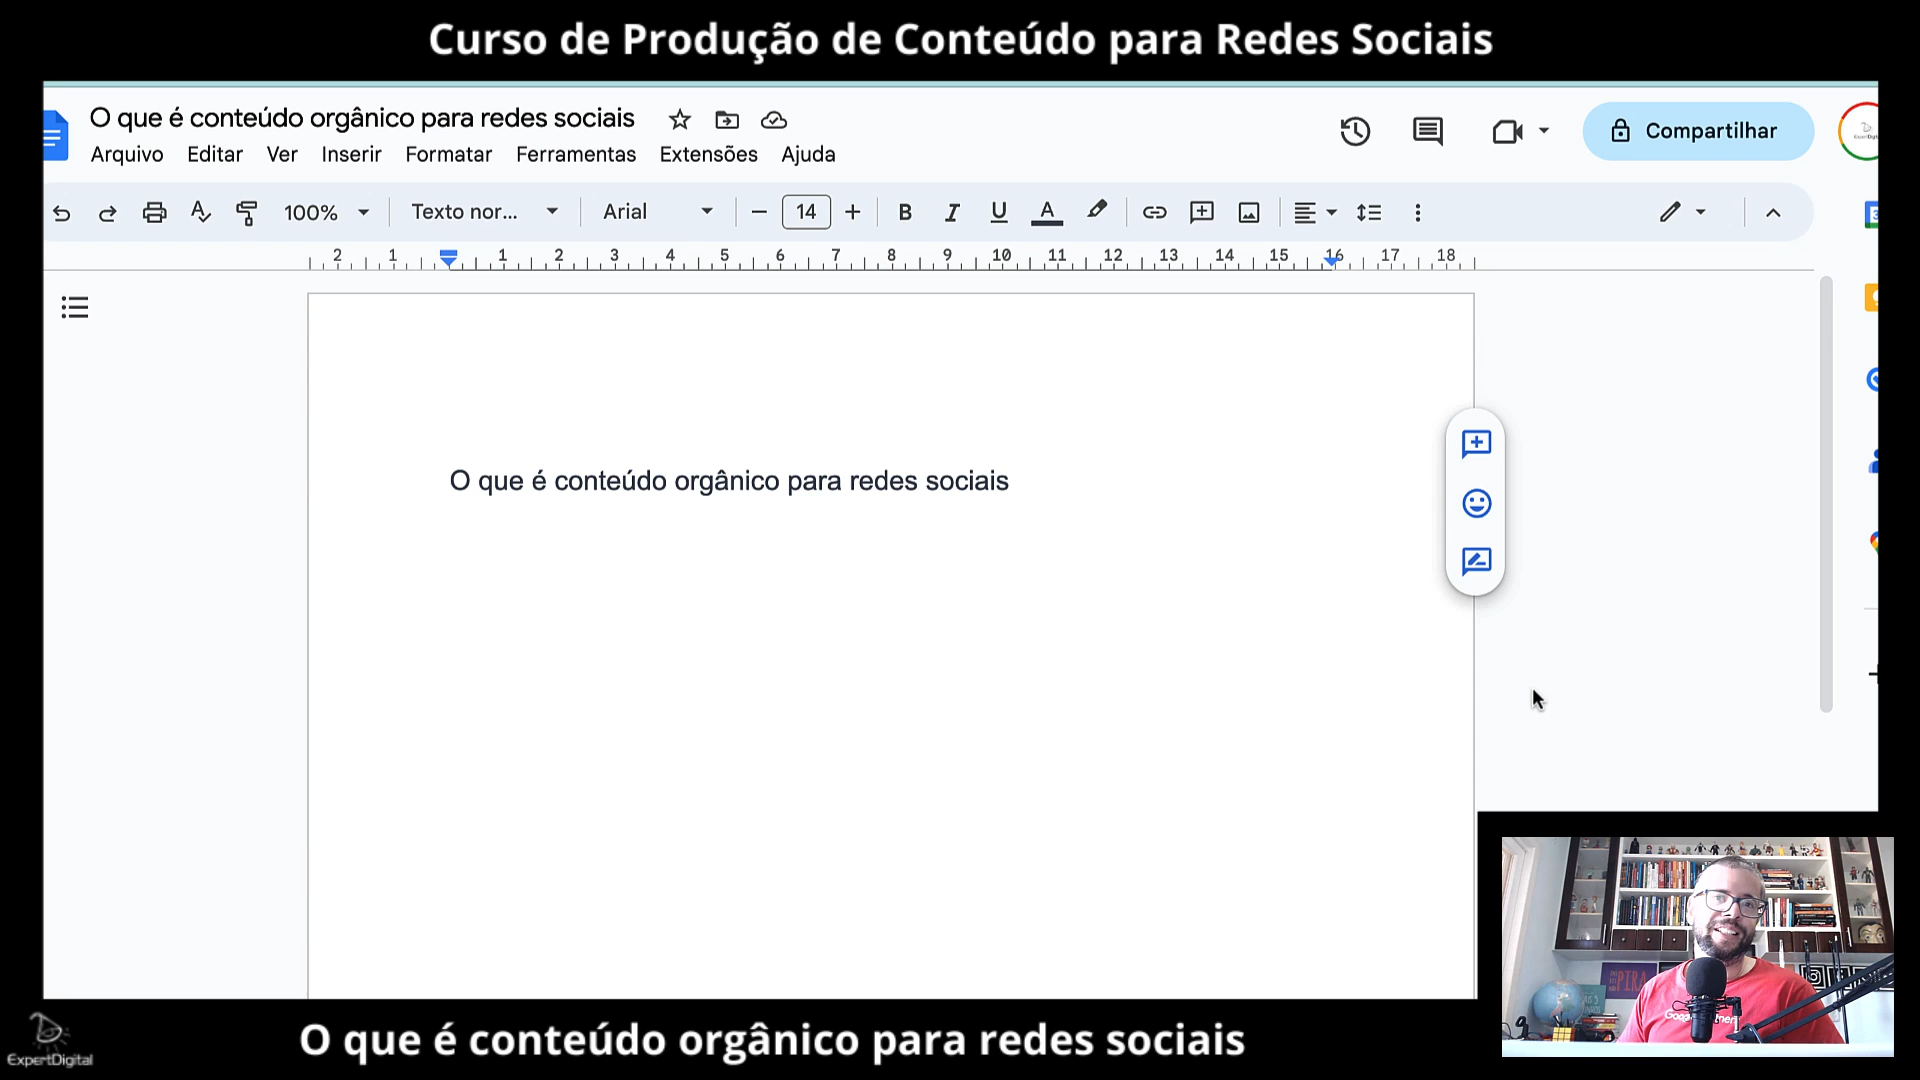 Curso de Produção de Conteúdo para Redes Sociais
O que é conteúdo orgânico para redes sociais
Arquivo Editar Ver Inserir Formatar Ferramentas Extensões Ajuda
Compartilhar
100% Texto nor... Arial 14 B I U A
2 1 1 2 3 4 5 6 7 8 9 10 11 12 13 14 15 16 17 18
O que é conteúdo orgânico para redes sociais
PIRA
O que é conteúdo orgânico para redes sociais
ExpertDigital